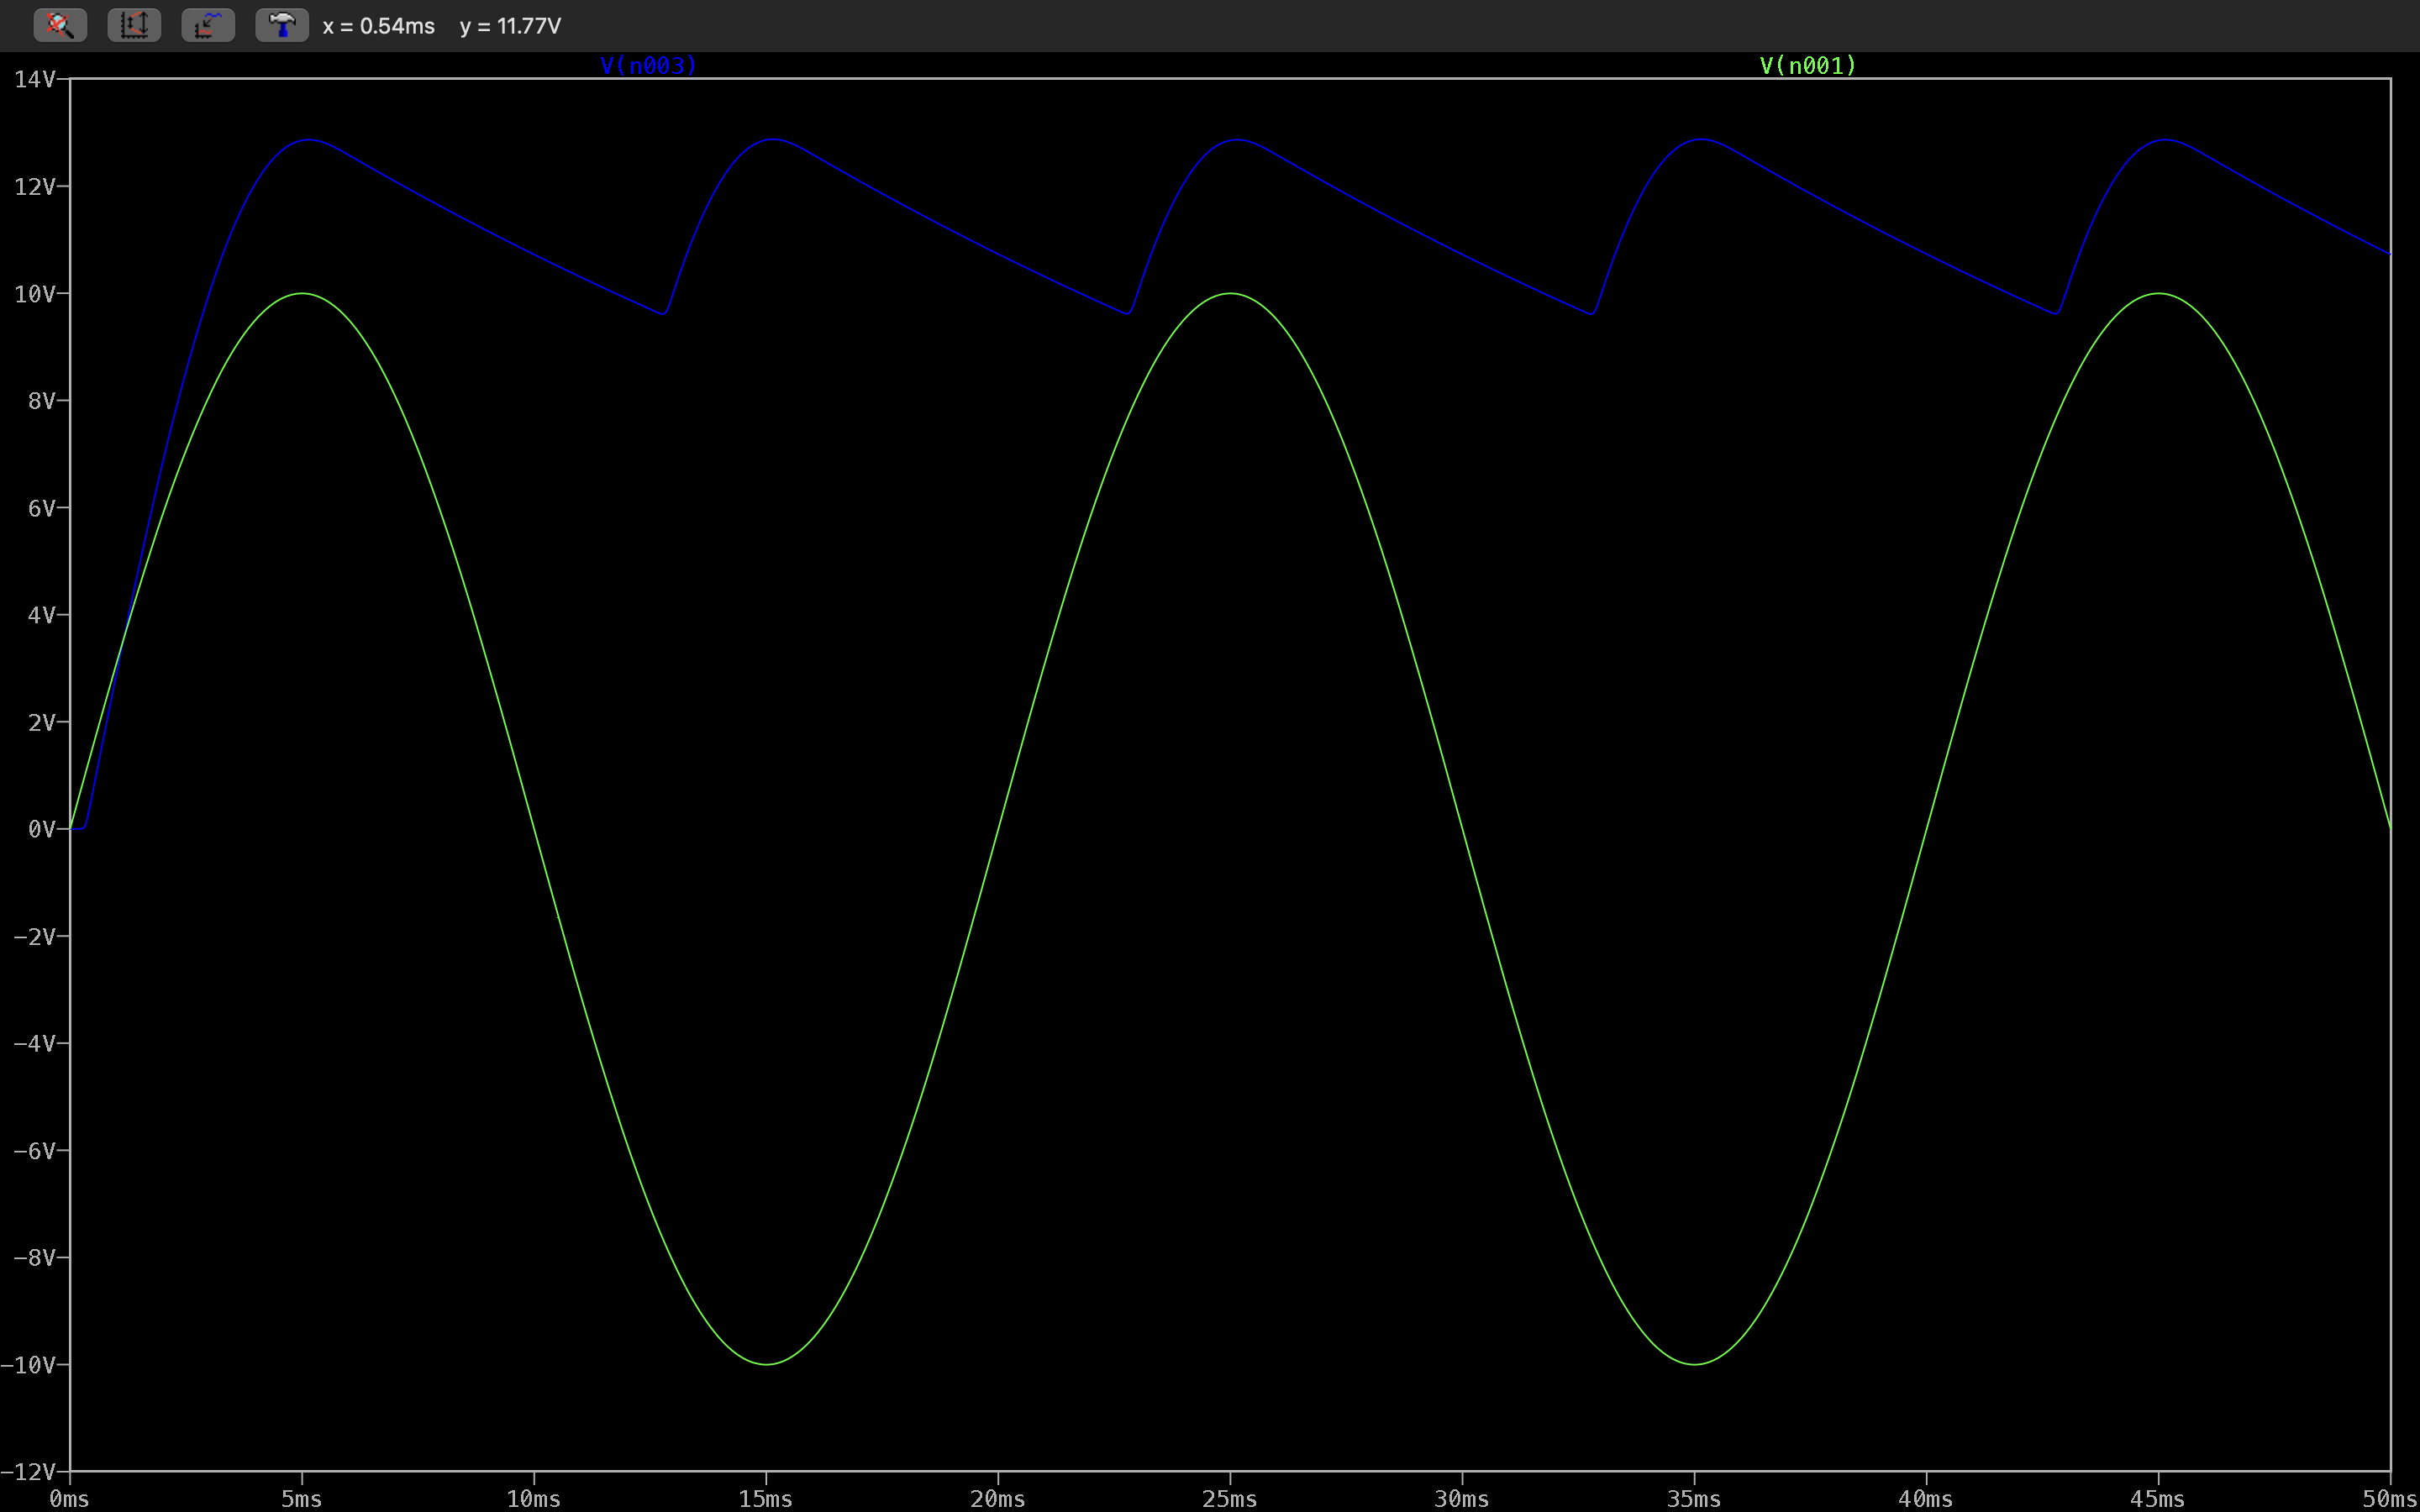 x = 0.54ms y = 11.77V
V(n003) V(n001)
14V
12V
10V
8V
6V
4V
2V
0V
−2V
−4V
−6V
−8V
−10V
−12V
0ms 5ms 10ms 15ms 20ms 25ms 30ms 35ms 40ms 45ms 50ms